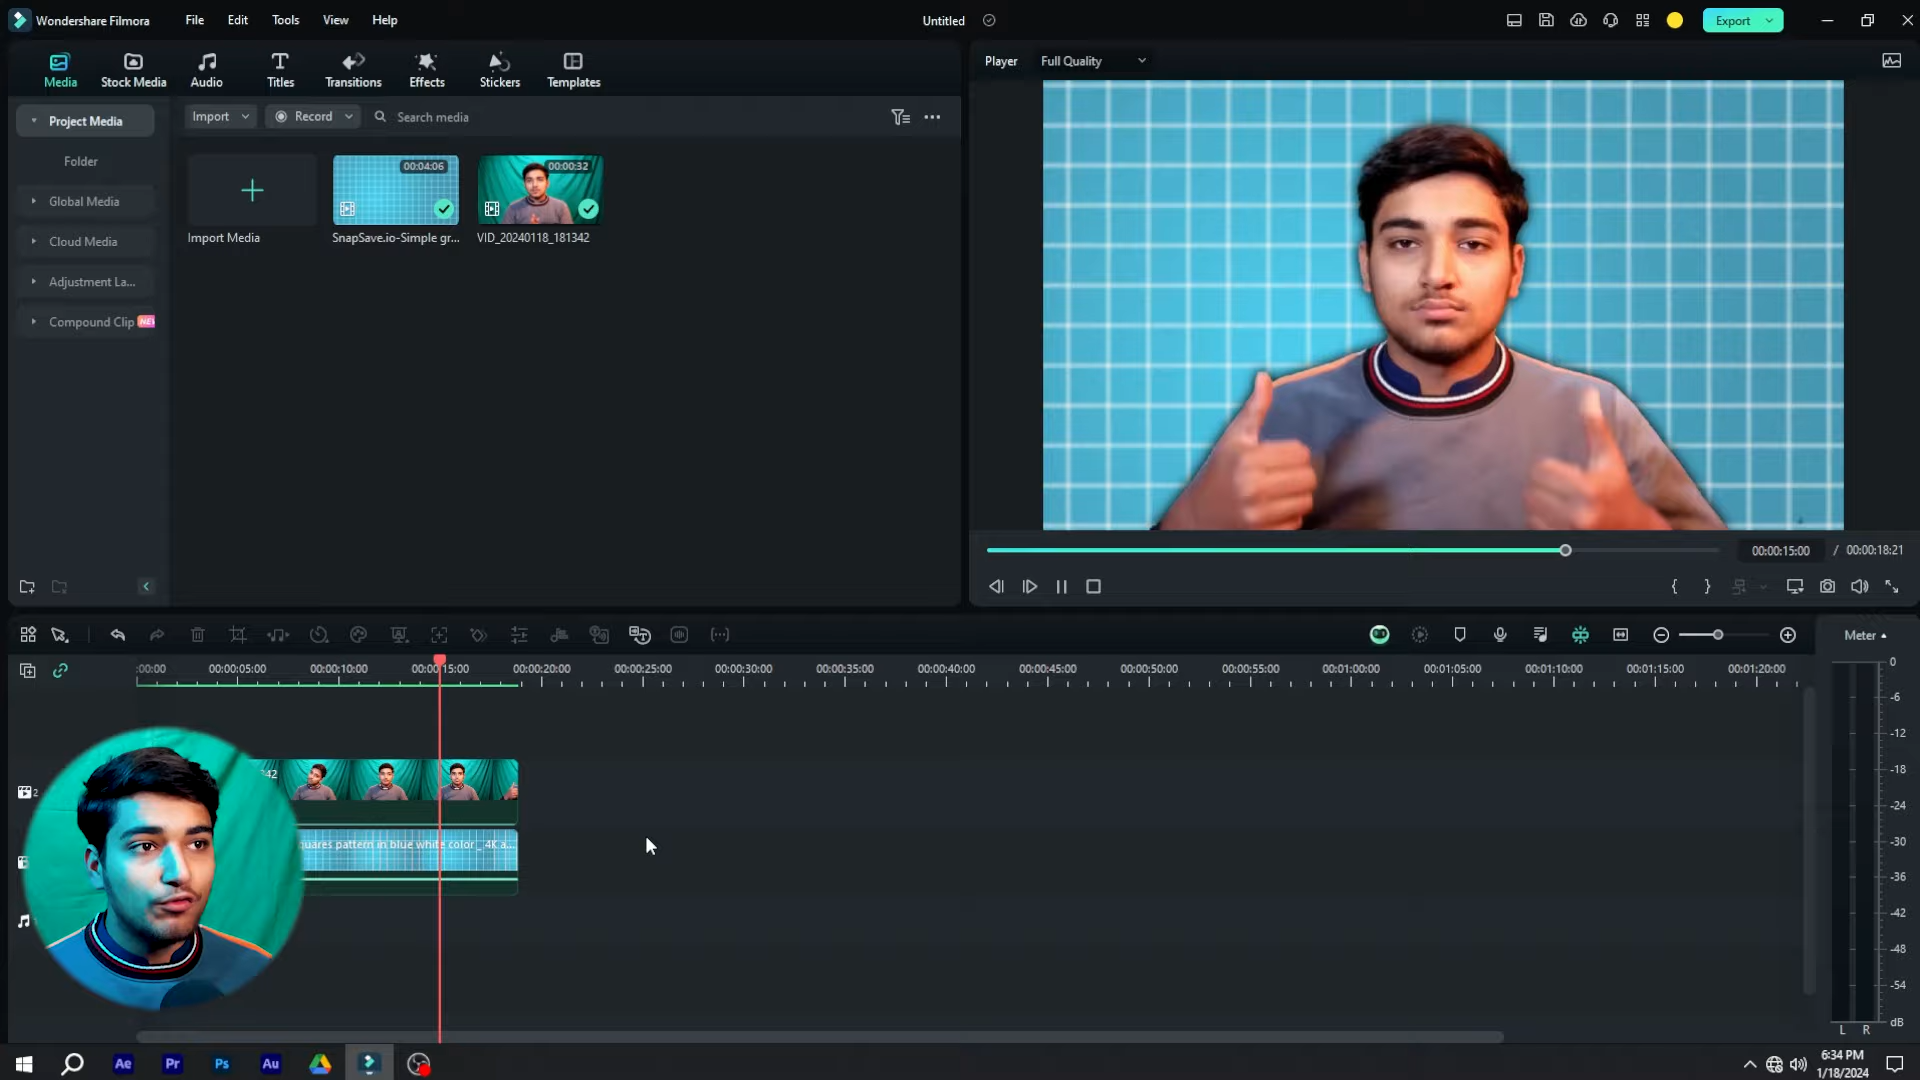 Wondershare Filmora File Edit Tools View Help Untitled Export
Media Stock Media Audio Titles Transitions Effects Stickers Templates
Player Full Quality
Project Media
Folder
Global Media
Cloud Media
Adjustment La...
Compound Clip NEW
Import Record Search media
00:04:06 00:00:32
Import Media SnapSave.io-Simple gr... VID_20240118_181342
00:00:15:00 / 00:00:18:21
Meter
:00:00 00:00:05:00 00:00:10:00 00:00:15:00 00:00:20:00 00:00:25:00 00:00:30:00 00:00:35:00 00:00:40:00 00:00:45:00 00:00:50:00 00:00:55:00 00:01:00:00 00:01:05:00 00:01:10:00 00:01:15:00 00:01:20:00
0
-6
-12
-18
-24
-30
-36
-42
-48
-54
dB
L R
2
42
quares pattern in blue white color _ 4K a...
Ae Pr Ps Au
6:34 PM
1/18/2024